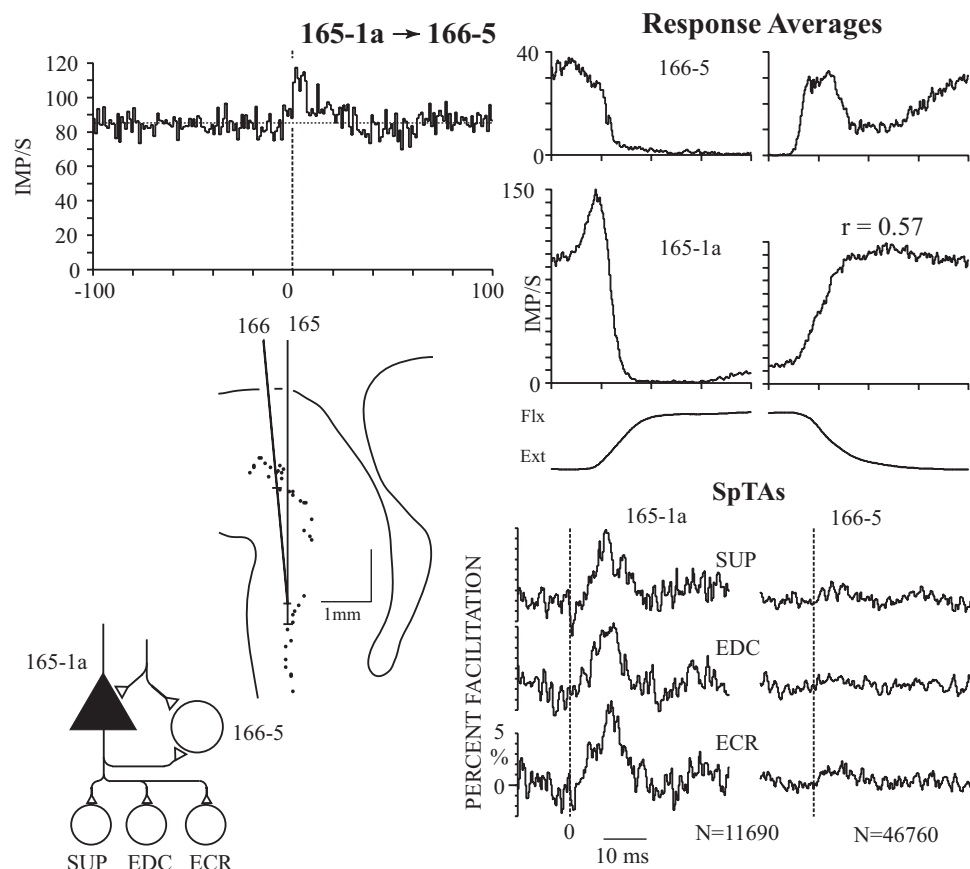 165-1a → 166-5
120
100
80
60
40
20
0
IMP/S
-100
0
100
Response Averages
40
0
166-5
150
0
IMP/S
165-1a
r = 0.57
Flx
Ext
166
165
1mm
165-1a
166-5
SUP
EDC
ECR
SpTAs
165-1a
166-5
PERCENT FACILITATION
SUP
EDC
ECR
5
%
0
0
10 ms
N=11690
N=46760